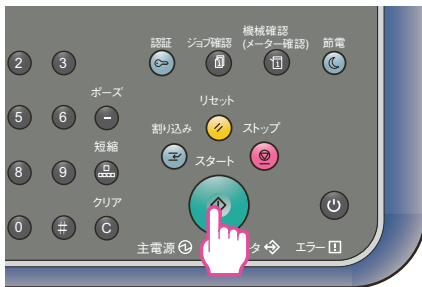 認証 ジョブ確認 機械確認
(メーター確認) 節電
2 3
ポーズ
リセット
5 6 -
割り込み ストップ
短縮
スタート
8 9
クリア
0 # C
主電源 タ エラー